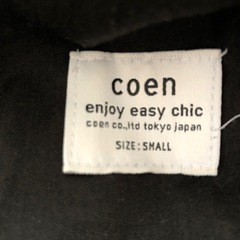 coen
enjoy easy chic
coen co.,ltd tokyo japan
SIZE:SMALL